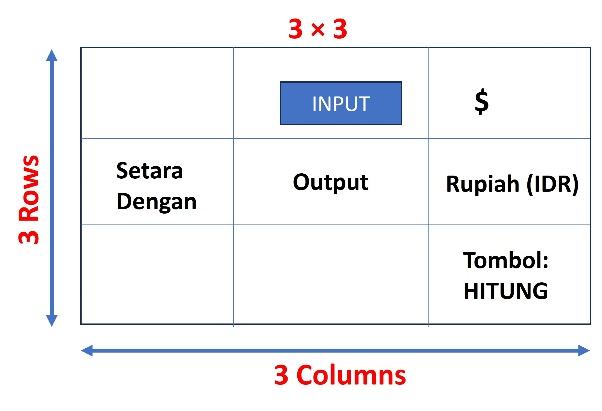 3 × 3
INPUT
$
3 Rows
Setara
Dengan
Output
Rupiah (IDR)
Tombol:
HITUNG
3 Columns